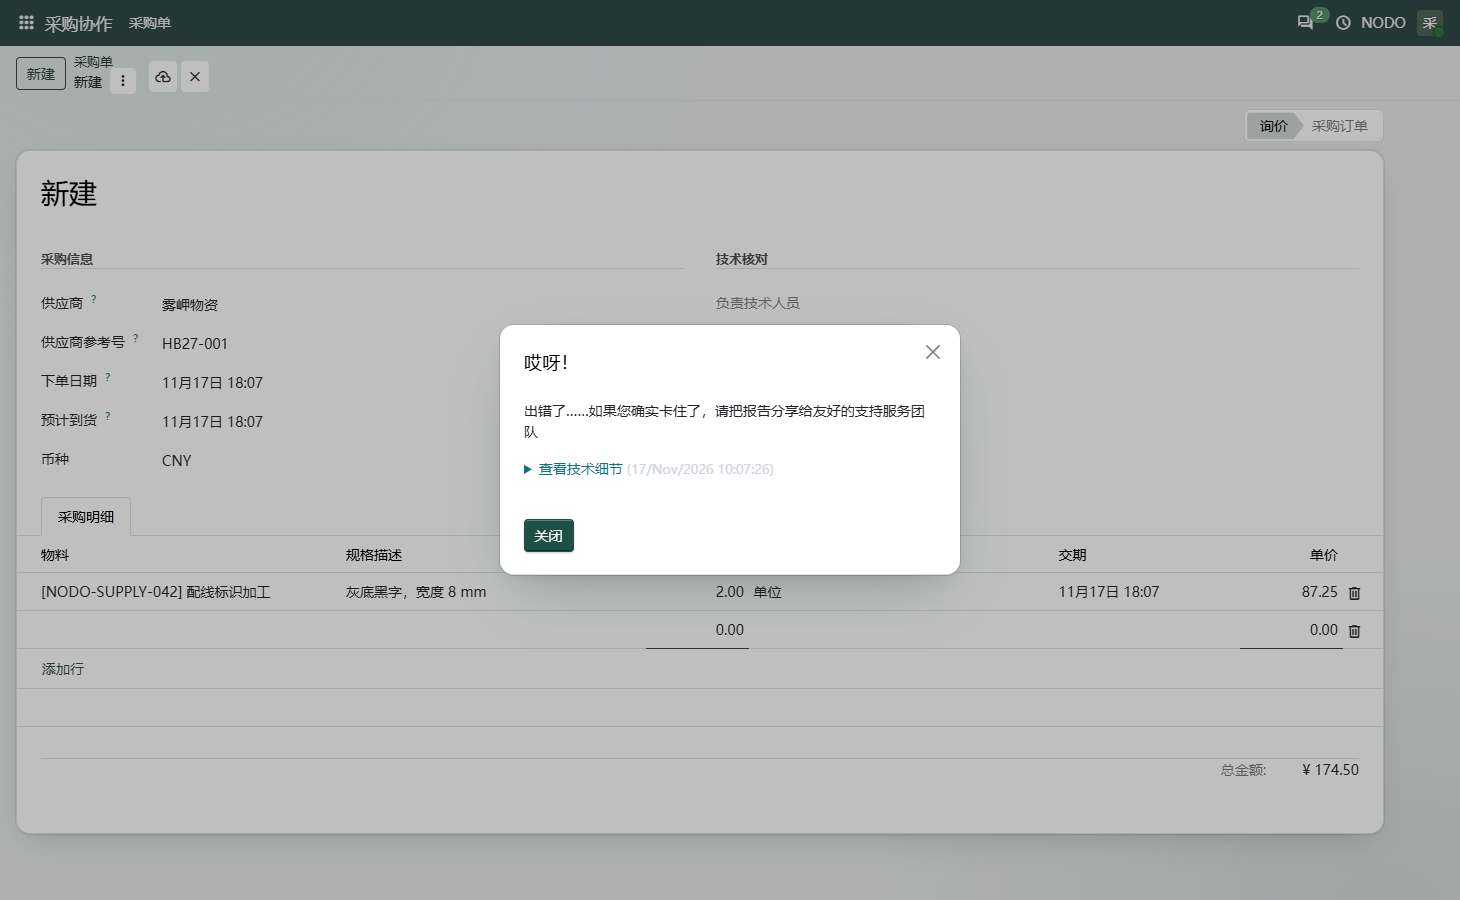 采购协作 采购单 2 NODO 采
新建 采购单
新建
询价 采购订单
新建
采购信息 技术核对
供应商 ? 雾岬物资 负责技术人员
供应商参考号 ? HB27-001
下单日期 ? 11月17日 18:07
预计到货 ? 11月17日 18:07
币种 CNY
哎呀!
出错了......如果您确实卡住了，请把报告分享给友好的支持服务团
队
查看技术细节 (17/Nov/2026 10:07:26)
关闭
采购明细
物料 规格描述 交期 单价
[NODO-SUPPLY-042] 配线标识加工 灰底黑字，宽度 8 mm 2.00 单位 11月17日 18:07 87.25
0.00 0.00
添加行
总金额: ¥ 174.50